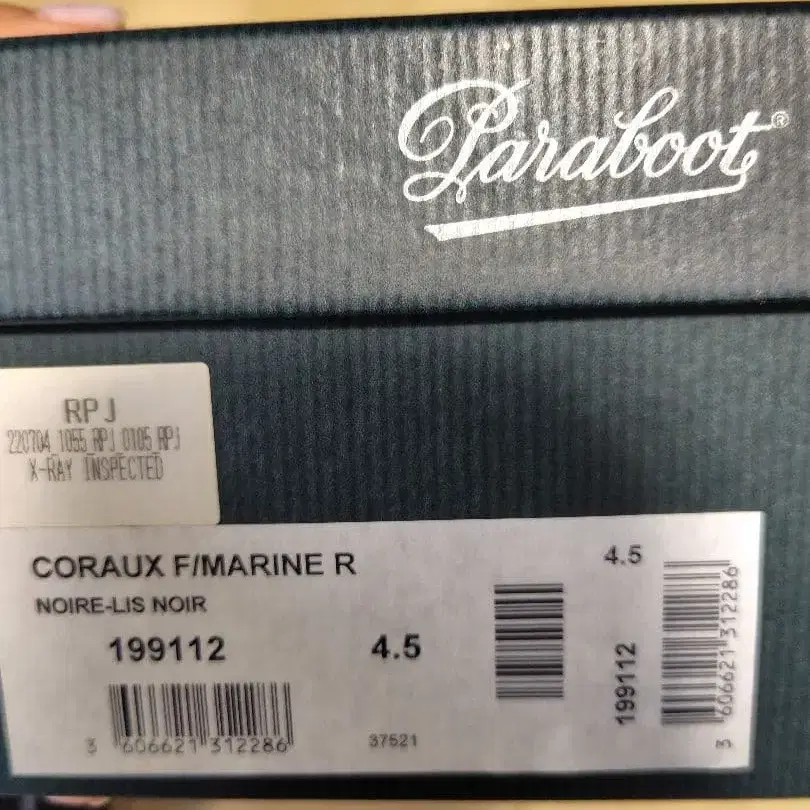 Paraboot®
RPJ
220704 1055 RPJ 0105 RPJ
X-RAY INSPECTED
CORAUX F/MARINE R
NOIRE-LIS NOIR
199112 4.5
3 606621 312286
37521
4.5
199112
3 606621 312286